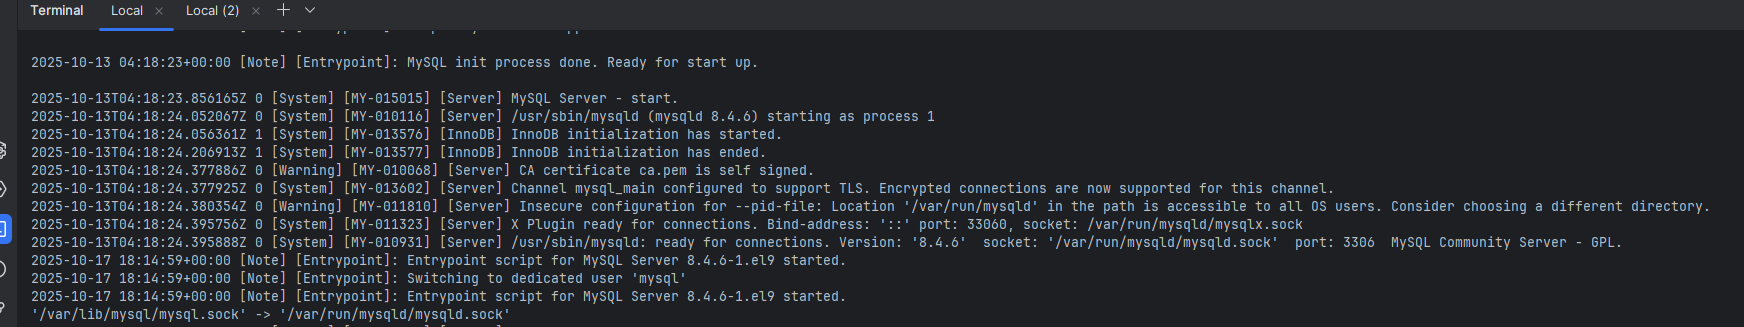 Terminal Local × Local (2) ×
2025-10-13 04:18:23+00:00 [Note] [Entrypoint]: MySQL init process done. Ready for start up.
2025-10-13T04:18:23.856165Z 0 [System] [MY-015015] [Server] MySQL Server - start.
2025-10-13T04:18:24.052067Z 0 [System] [MY-010116] [Server] /usr/sbin/mysqld (mysqld 8.4.6) starting as process 1
2025-10-13T04:18:24.056361Z 1 [System] [MY-013576] [InnoDB] InnoDB initialization has started.
2025-10-13T04:18:24.206913Z 1 [System] [MY-013577] [InnoDB] InnoDB initialization has ended.
2025-10-13T04:18:24.377886Z 0 [Warning] [MY-010068] [Server] CA certificate ca.pem is self signed.
2025-10-13T04:18:24.377925Z 0 [System] [MY-013602] [Server] Channel mysql_main configured to support TLS. Encrypted connections are now supported for this channel.
2025-10-13T04:18:24.380354Z 0 [Warning] [MY-011810] [Server] Insecure configuration for --pid-file: Location '/var/run/mysqld' in the path is accessible to all OS users. Consider choosing a different directory.
2025-10-13T04:18:24.395756Z 0 [System] [MY-011323] [Server] X Plugin ready for connections. Bind-address: '::' port: 33060, socket: /var/run/mysqld/mysqlx.sock
2025-10-13T04:18:24.395888Z 0 [System] [MY-010931] [Server] /usr/sbin/mysqld: ready for connections. Version: '8.4.6'  socket: '/var/run/mysqld/mysqld.sock'  port: 3306  MySQL Community Server - GPL.
2025-10-17 18:14:59+00:00 [Note] [Entrypoint]: Entrypoint script for MySQL Server 8.4.6-1.el9 started.
2025-10-17 18:14:59+00:00 [Note] [Entrypoint]: Switching to dedicated user 'mysql'
2025-10-17 18:14:59+00:00 [Note] [Entrypoint]: Entrypoint script for MySQL Server 8.4.6-1.el9 started.
'/var/lib/mysql/mysql.sock' -> '/var/run/mysqld/mysqld.sock'